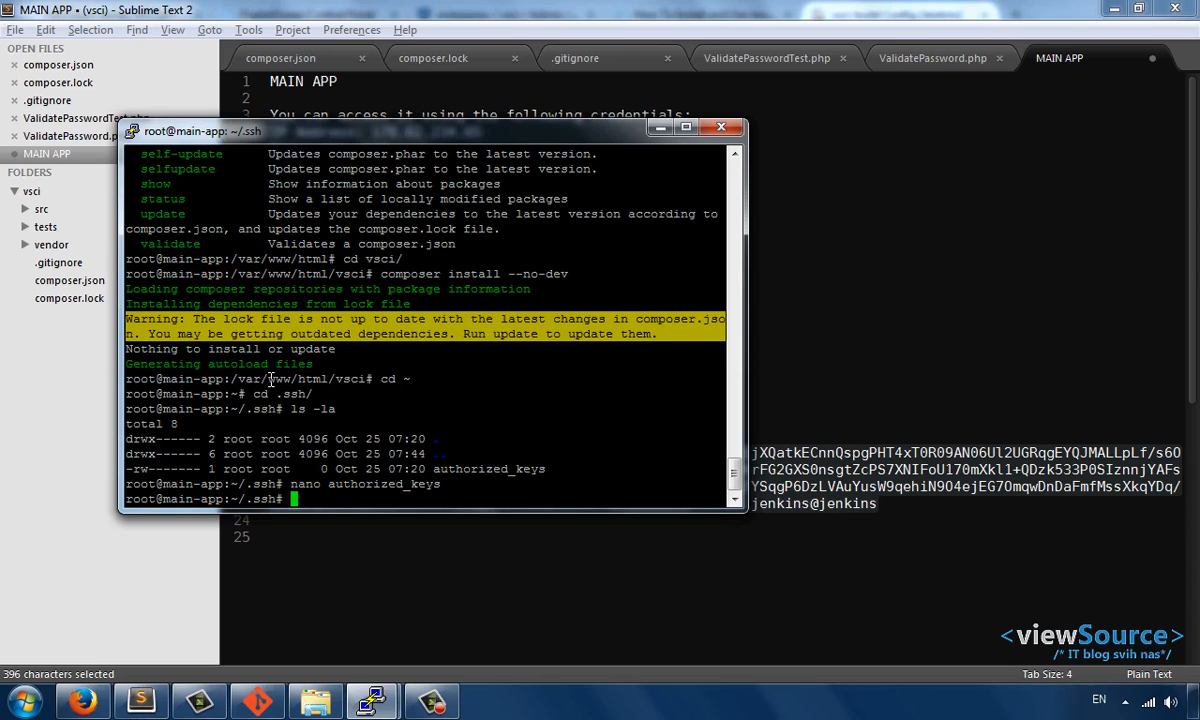 MAIN APP • (vsci) - Sublime Text 2
File Edit Selection Find View Goto Tools Project Preferences Help
OPEN FILES
composer.json
composer.lock
.gitignore
ValidatePasswordTest.php
ValidatePassword.p
MAIN APP
FOLDERS
vsci
src
tests
vendor
.gitignore
composer.json
composer.lock
composer.json composer.lock .gitignore ValidatePasswordTest.php ValidatePassword.php MAIN APP
1 MAIN APP
2
3 You can access it using the following credentials:
root@main-app: ~/.ssh
self-update Updates composer.phar to the latest version.
selfupdate Updates composer.phar to the latest version.
show Show information about packages
status Show a list of locally modified packages
update Updates your dependencies to the latest version according to
composer.json, and updates the composer.lock file.
validate Validates a composer.json
root@main-app:/var/www/html# cd vsci/
root@main-app:/var/www/html/vsci# composer install --no-dev
Loading composer repositories with package information
Installing dependencies from lock file
Warning: The lock file is not up to date with the latest changes in composer.jso
n. You may be getting outdated dependencies. Run update to update them.
Nothing to install or update
Generating autoload files
root@main-app:/var/www/html/vsci# cd ~
root@main-app:~# cd .ssh/
root@main-app:~/.ssh# ls -la
total 8
drwx------ 2 root root 4096 Oct 25 07:20 .
drwx------ 6 root root 4096 Oct 25 07:44 ..
-rw------- 1 root root 0 Oct 25 07:20 authorized_keys
root@main-app:~/.ssh# nano authorized_keys
root@main-app:~/.ssh#
jXQatkECnnQspgPHT4xT0R09AN06Ul2UGRqgEYQJMALLpLf/s6O
rFG2GXS0nsgtZcPS7XNIFoU170mXkl1+QDzk533P0SIznnjYAFs
YSqgP6DzLVAuYusW9qehiN9O4ejEG7OmqwDnDaFmfMssXkqYDq/
jenkins@jenkins
24
25
<viewSource>
/* IT blog svih nas*/
396 characters selected
Tab Size: 4
Plain Text
EN